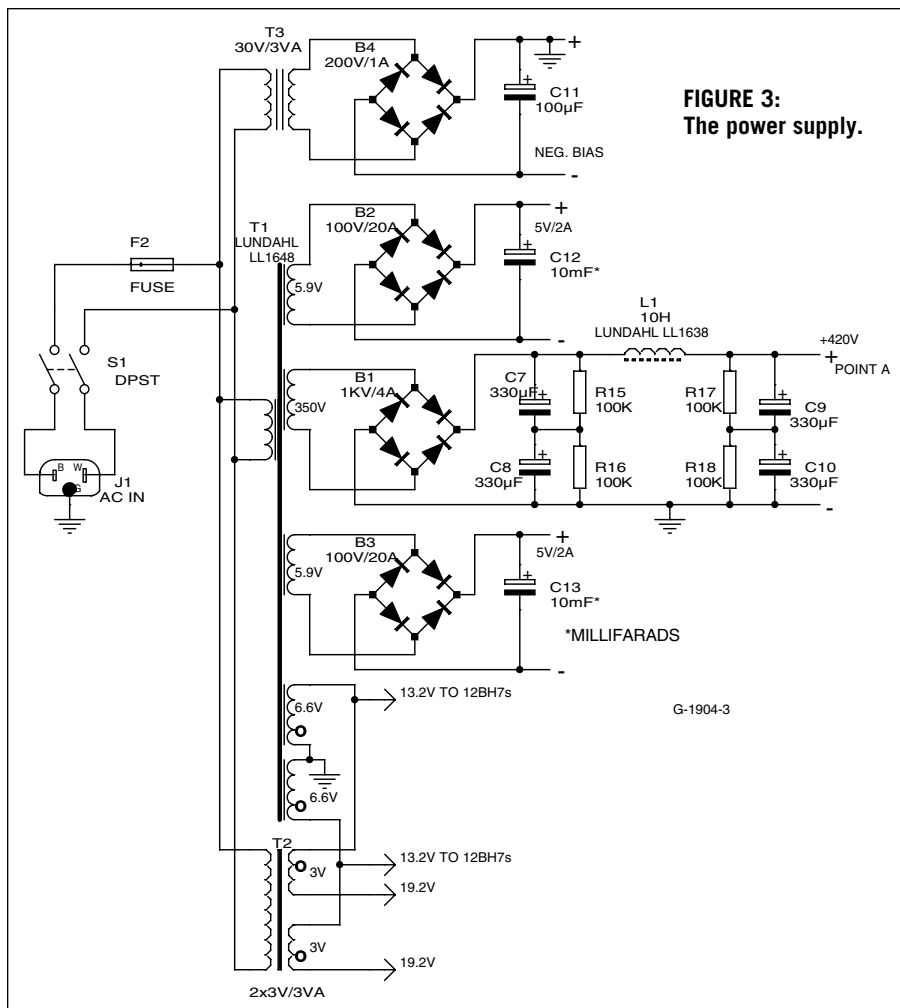 T3
30V/3VA
B4
200V/1A
+
+
C11
100µF
NEG. BIAS
-
FIGURE 3:
The power supply.
T1
LUNDAHL
LL1648
5.9V
B2
100V/20A
+
5V/2A
+
C12
10mF*
-
F2
FUSE
S1
DPST
B W
G
J1
AC IN
350V
B1
1KV/4A
L1
10H
LUNDAHL LL1638
+420V
+
POINT A
C7
330µF
+
R15
100K
R17
100K
+
C9
330µF
C8
330µF
+
R16
100K
R18
100K
+
C10
330µF
-
5.9V
B3
100V/20A
+
5V/2A
+
C13
10mF*
*MILLIFARADS
-
6.6V
13.2V TO 12BH7s
G-1904-3
6.6V
T2
3V
13.2V TO 12BH7s
19.2V
3V
19.2V
2x3V/3VA